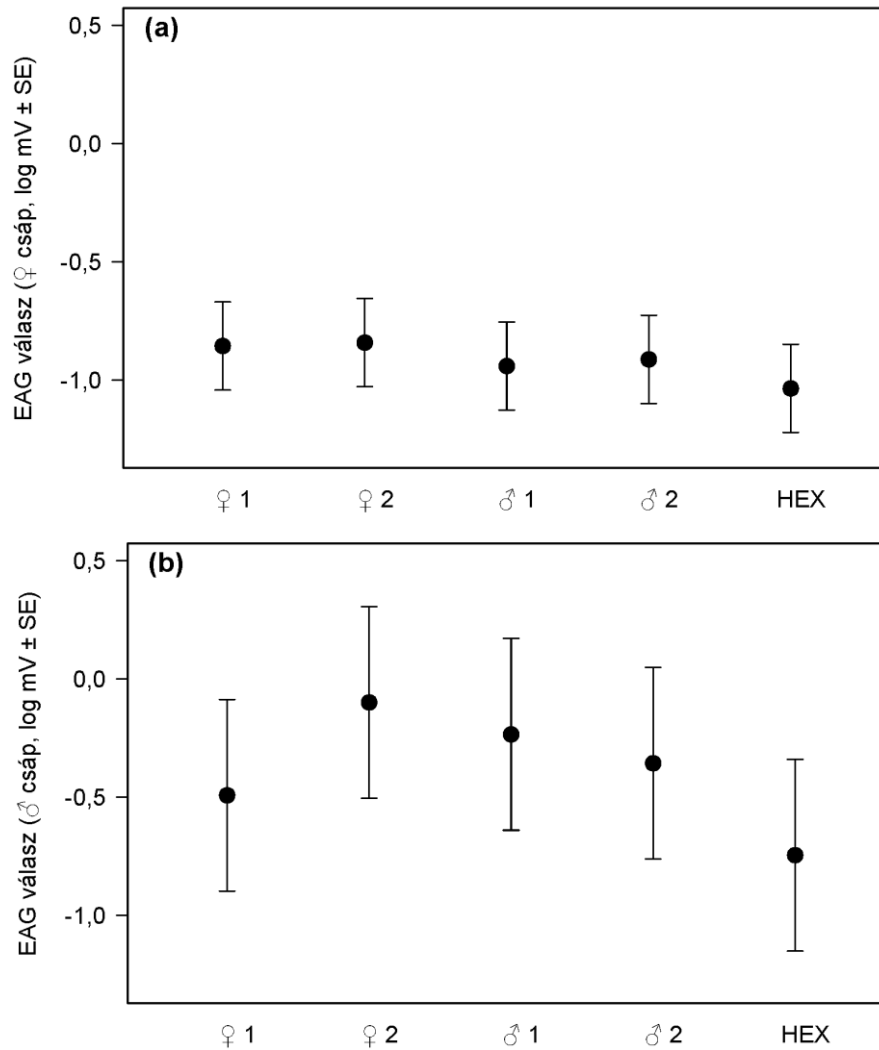 (a)
EAG válasz (♀ csáp, log mV ± SE)
0,5
0,0
-0,5
-1,0
♀ 1 ♀ 2 ♂ 1 ♂ 2 HEX
(b)
EAG válasz (♂ csáp, log mV ± SE)
0,5
0,0
-0,5
-1,0
♀ 1 ♀ 2 ♂ 1 ♂ 2 HEX